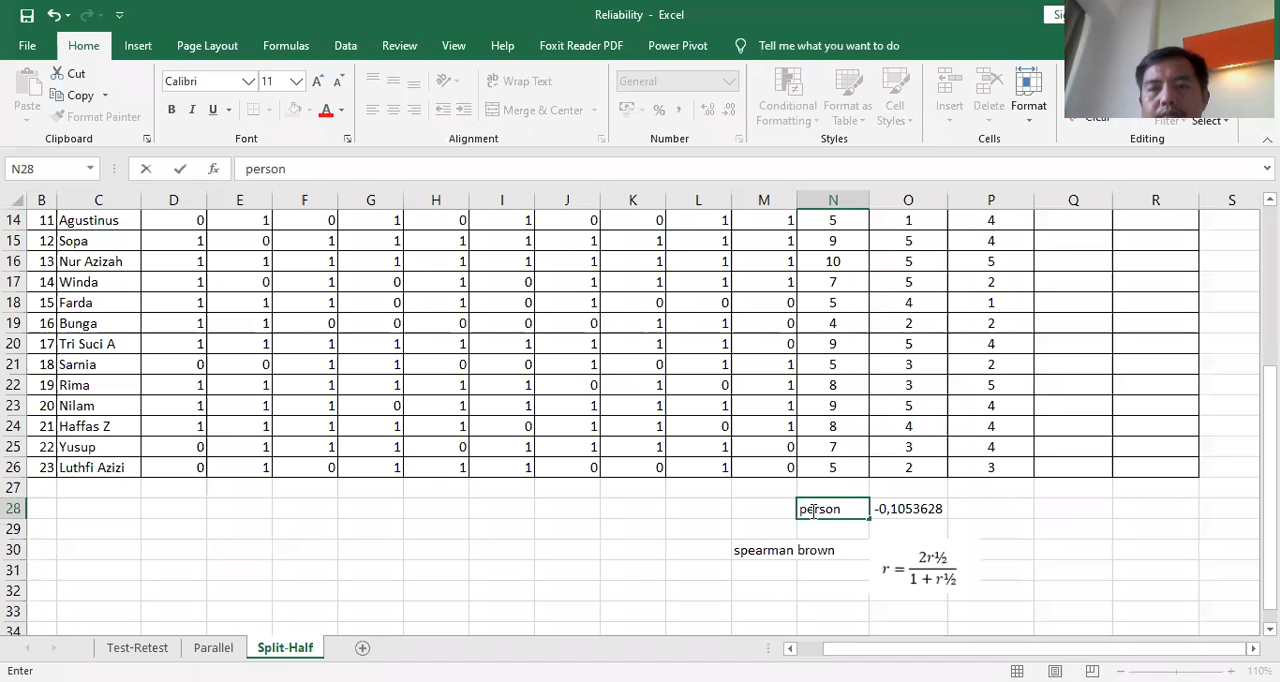 Reliability - Excel
File Home Insert Page Layout Formulas Data Review View Help Foxit Reader PDF Power Pivot Tell me what you want to do
Cut
Copy
Format Painter
Paste
Clipboard
Calibri 11
B I U
Font
Wrap Text
Merge & Center
Alignment
General
Number
Conditional Formatting
Format as Table
Cell Styles
Styles
Insert Delete Format
Cells
Clear
Filter Select
Editing
N28 fx person
B C D E F G H I J K L M N O P Q R S
14 11 Agustinus 0 1 0 1 0 1 0 0 1 1 5 1 4
15 12 Sopa 1 0 1 1 1 1 1 1 1 1 9 5 4
16 13 Nur Azizah 1 1 1 1 1 1 1 1 1 1 10 5 5
17 14 Winda 1 0 1 0 1 0 1 1 1 1 7 5 2
18 15 Farda 1 1 1 0 1 0 1 0 0 0 5 4 1
19 16 Bunga 1 1 0 0 0 0 0 1 1 0 4 2 2
20 17 Tri Suci A 1 1 1 1 1 1 1 1 1 0 9 5 4
21 18 Sarnia 0 0 1 0 0 0 1 1 1 1 5 3 2
22 19 Rima 1 1 1 1 1 1 0 1 0 1 8 3 5
23 20 Nilam 1 1 1 0 1 1 1 1 1 1 9 5 4
24 21 Haffas Z 1 1 1 1 1 0 1 1 0 1 8 4 4
25 22 Yusup 0 1 1 1 0 1 1 1 1 0 7 3 4
26 23 Luthfi Azizi 0 1 0 1 1 1 0 0 1 0 5 2 3
27
28 person -0,1053628
29
30 spearman brown
31 r = 2r½ / 1 + r½
32
33
34
Test-Retest Parallel Split-Half
Enter 110%